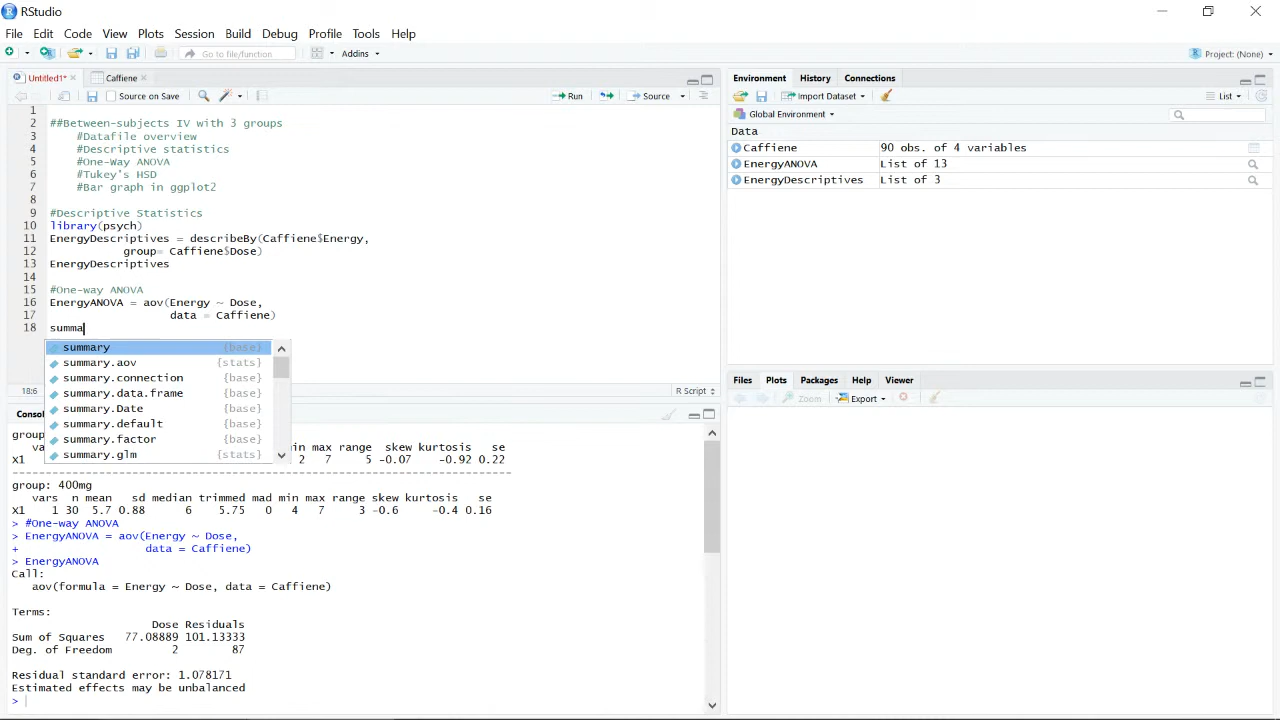 RStudio
File Edit Code View Plots Session Build Debug Profile Tools Help
Go to file/function Addins Project: (None)
Untitled1* Caffiene
Source on Save Run Source
1
2 ##Between-subjects IV with 3 groups
3 #Datafile overview
4 #Descriptive statistics
5 #One-Way ANOVA
6 #Tukey's HSD
7 #Bar graph in ggplot2
8
9 #Descriptive Statistics
10 library(psych)
11 EnergyDescriptives = describeBy(Caffiene$Energy,
12 group= Caffiene$Dose)
13 EnergyDescriptives
14
15 #One-way ANOVA
16 EnergyANOVA = aov(Energy ~ Dose,
17 data = Caffiene)
18 summa
summary {base}
summary.aov {stats}
summary.connection {base}
summary.data.frame {base}
summary.Date {base}
summary.default {base}
summary.factor {base}
summary.glm {stats}
18:6 R Script
Consol
group
va in max range skew kurtosis se
X1 2 7 5 -0.07 -0.92 0.22
------------------------------------------------------------------------
group: 400mg
vars n mean sd median trimmed mad min max range skew kurtosis se
X1 1 30 5.7 0.88 6 5.75 0 4 7 3 -0.6 -0.4 0.16
> #One-way ANOVA
> EnergyANOVA = aov(Energy ~ Dose,
+ data = Caffiene)
> EnergyANOVA
Call:
aov(formula = Energy ~ Dose, data = Caffiene)
Terms:
Dose Residuals
Sum of Squares 77.08889 101.13333
Deg. of Freedom 2 87
Residual standard error: 1.078171
Estimated effects may be unbalanced
>
Environment History Connections
Import Dataset List
Global Environment
Data
Caffiene 90 obs. of 4 variables
EnergyANOVA List of 13
EnergyDescriptives List of 3
Files Plots Packages Help Viewer
Zoom Export